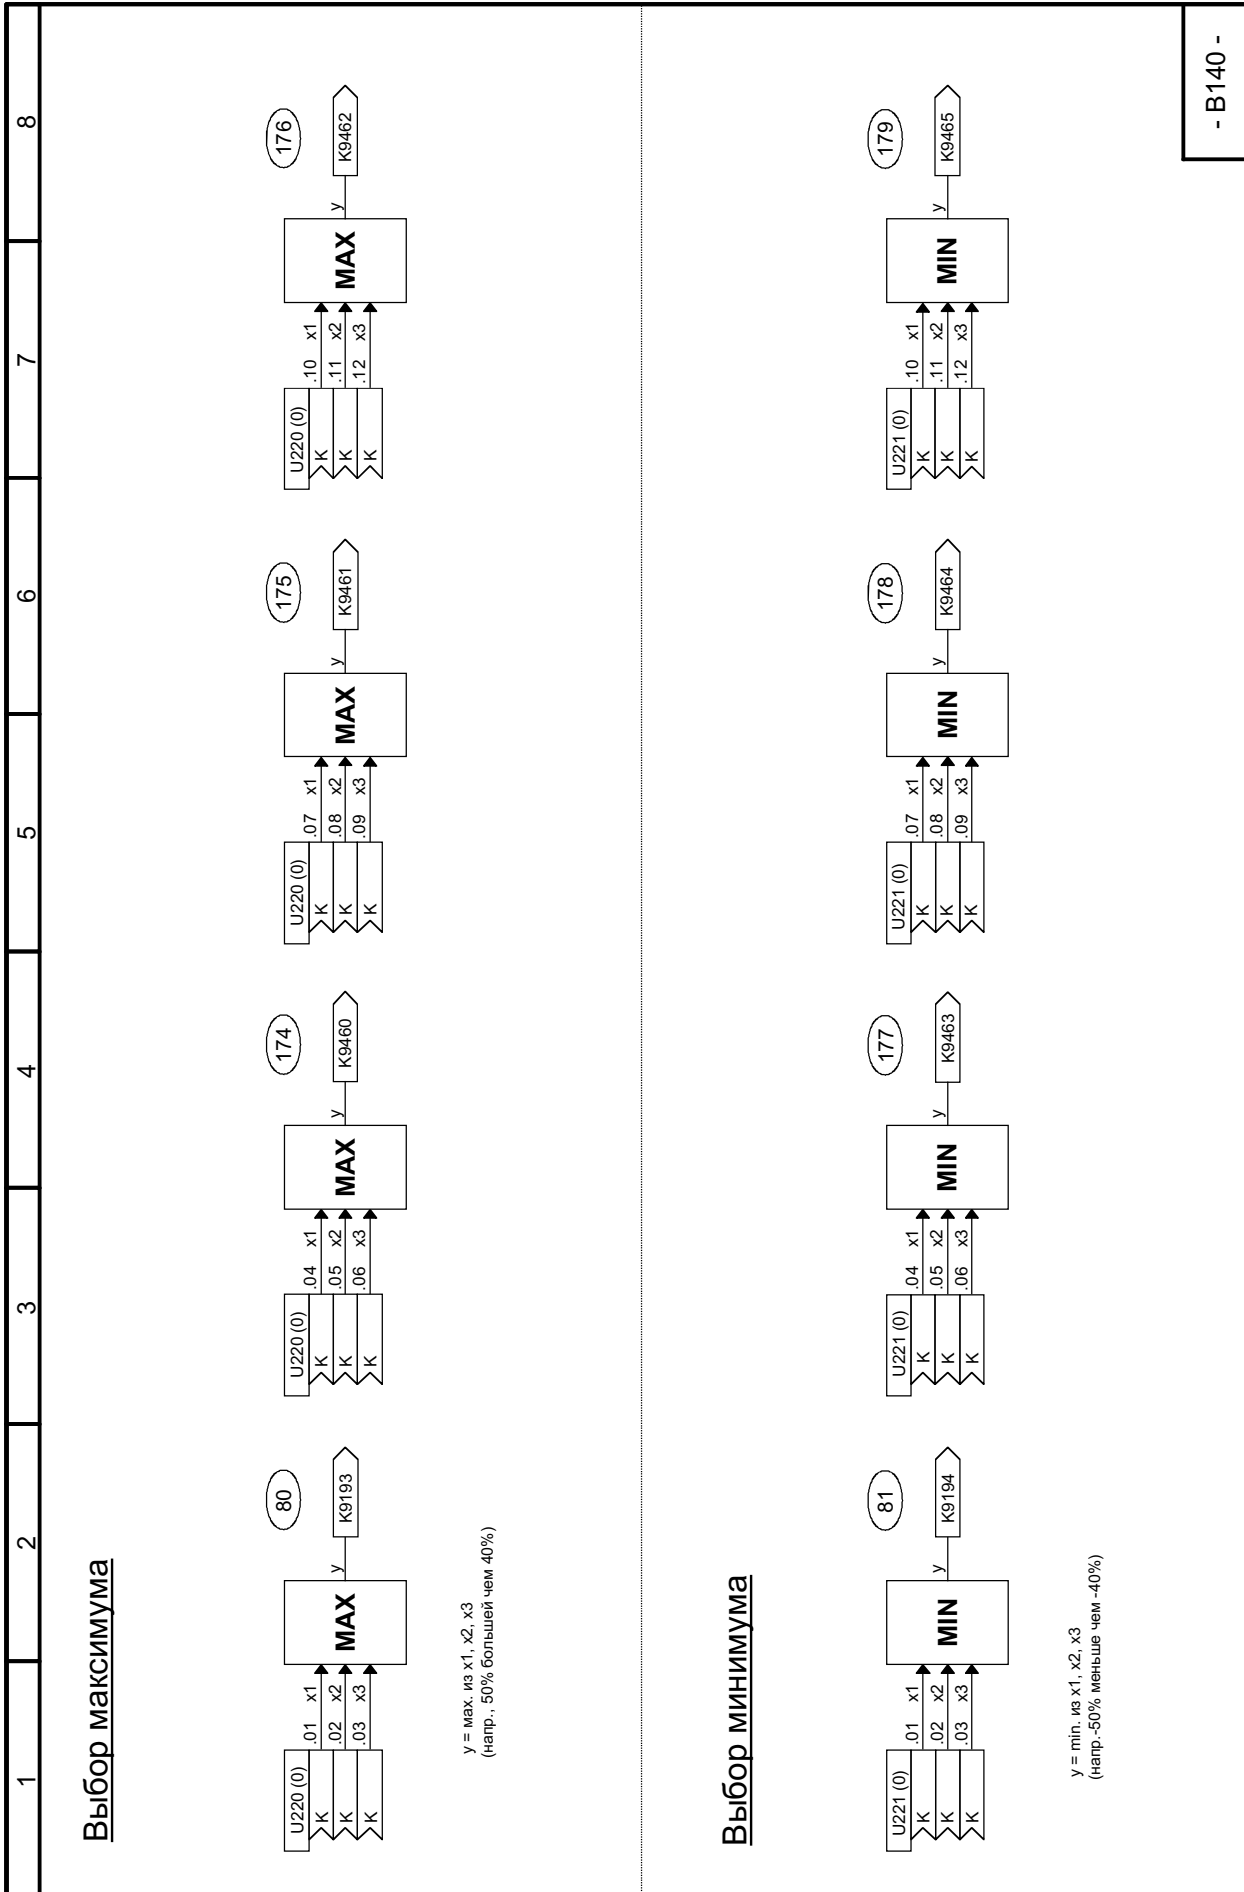 1 2 3 4 5 6 7 8
Выбор максимума
80
U220 (0)
K .01 x1
K .02 x2
K .03 x3
MAX
y
K9193
174
U220 (0)
K .04 x1
K .05 x2
K .06 x3
MAX
y
K9460
175
U220 (0)
K .07 x1
K .08 x2
K .09 x3
MAX
y
K9461
176
U220 (0)
K .10 x1
K .11 x2
K .12 x3
MAX
y
K9462
y = мax. из x1, x2, x3
(напр., 50% большей чем 40%)
Выбор минимума
81
U221 (0)
K .01 x1
K .02 x2
K .03 x3
MIN
y
K9194
177
U221 (0)
K .04 x1
K .05 x2
K .06 x3
MIN
y
K9463
178
U221 (0)
K .07 x1
K .08 x2
K .09 x3
MIN
y
K9464
179
U221 (0)
K .10 x1
K .11 x2
K .12 x3
MIN
y
K9465
y = min. из x1, x2, x3
(напр.-50% меньше чем -40%)
- B140 -